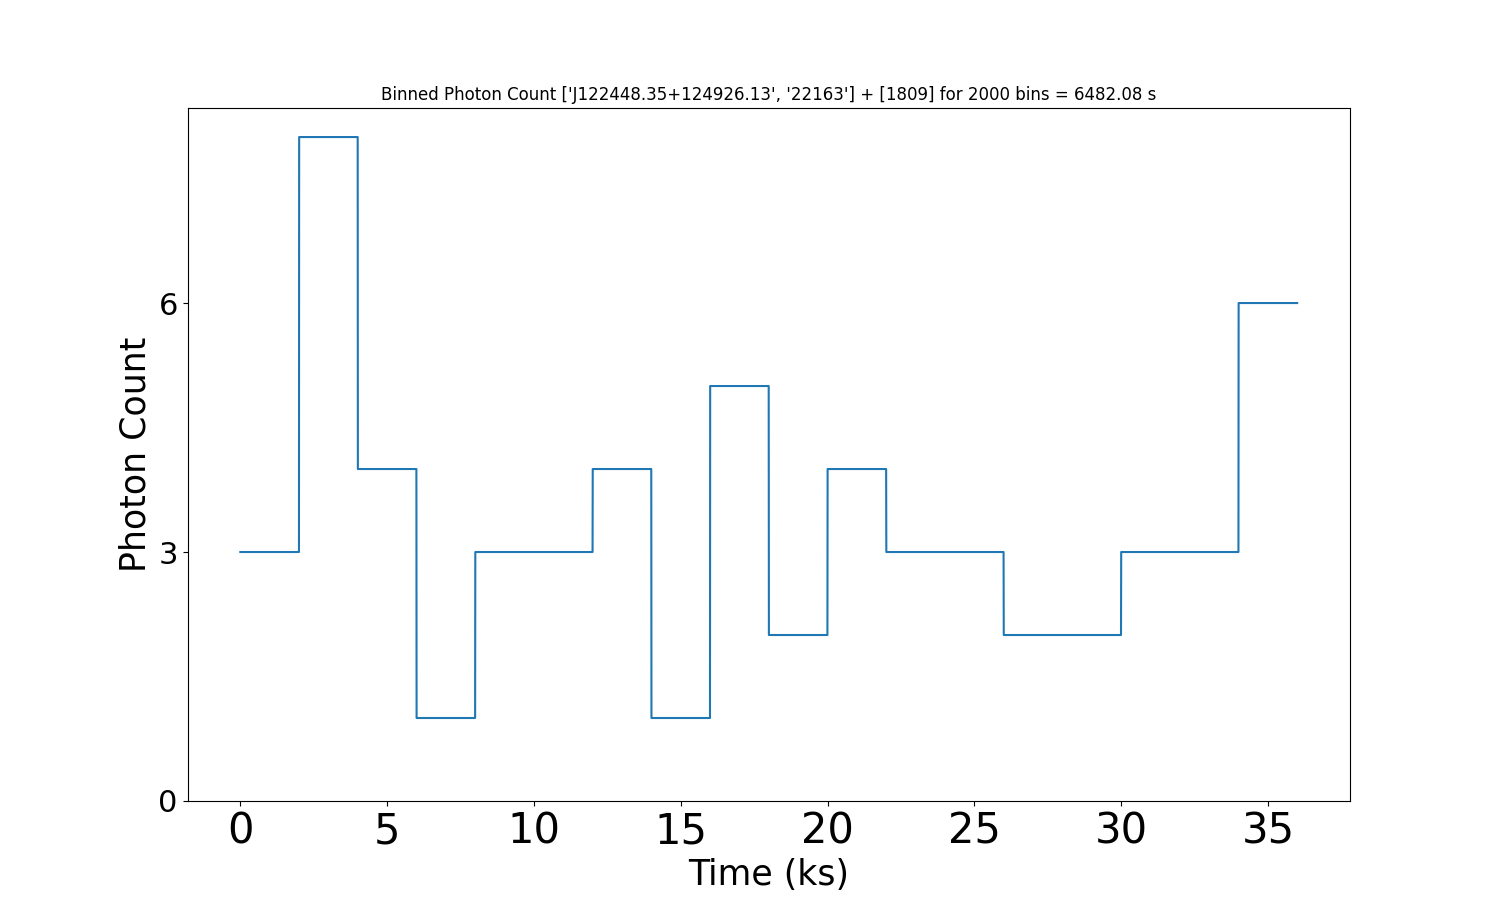 Binned Photon Count ['J122448.35+124926.13', '22163'] + [1809] for 2000 bins = 6482.08 s
Photon Count
6
3
0
0 5 10 15 20 25 30 35
Time (ks)